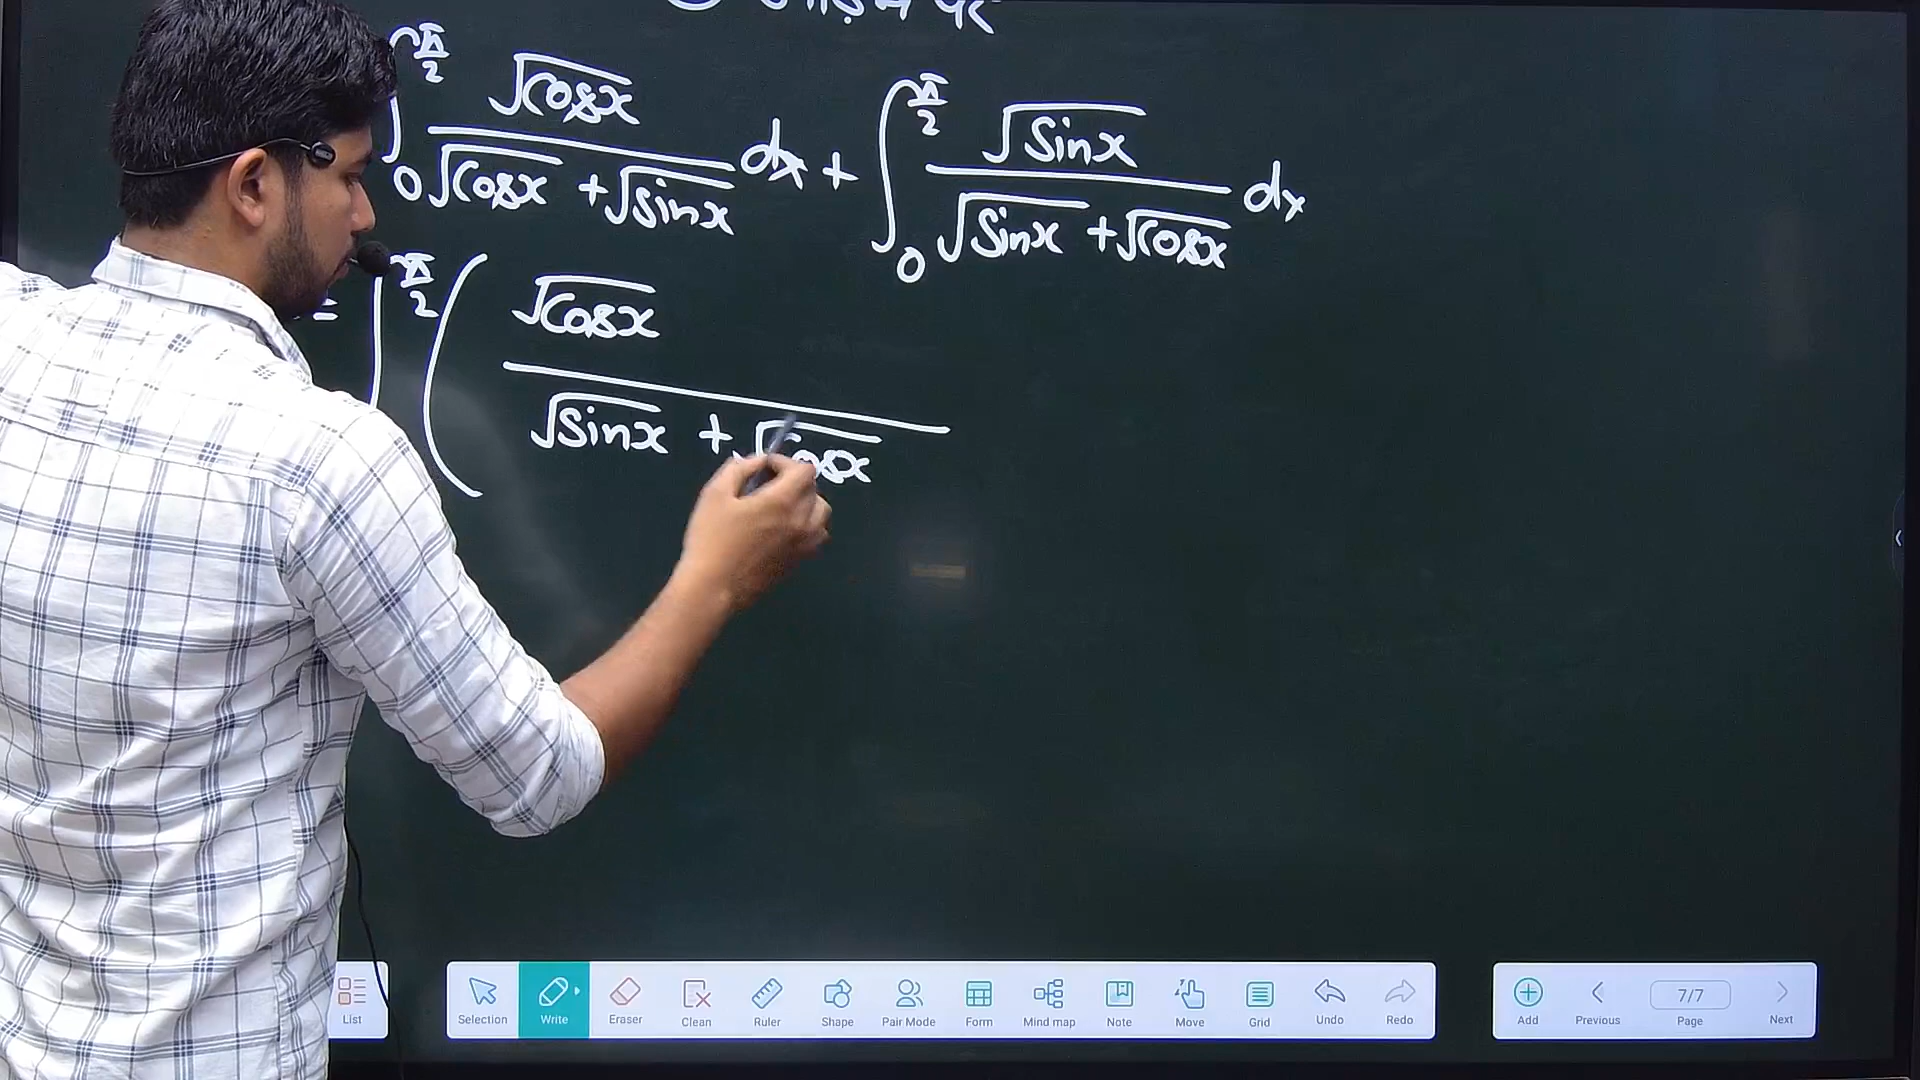 ∫₀^(π/2) √cosx / (√cosx + √sinx) dx + ∫₀^(π/2) √sinx / (√sinx + √cosx) dx
= ∫^(π/2) ( √cosx / (√sinx + √cosx)
List Selection Write Eraser Clean Ruler Shape Pair Mode Form Mind map Note Move Grid Undo Redo Add Previous 7/7 Page Next